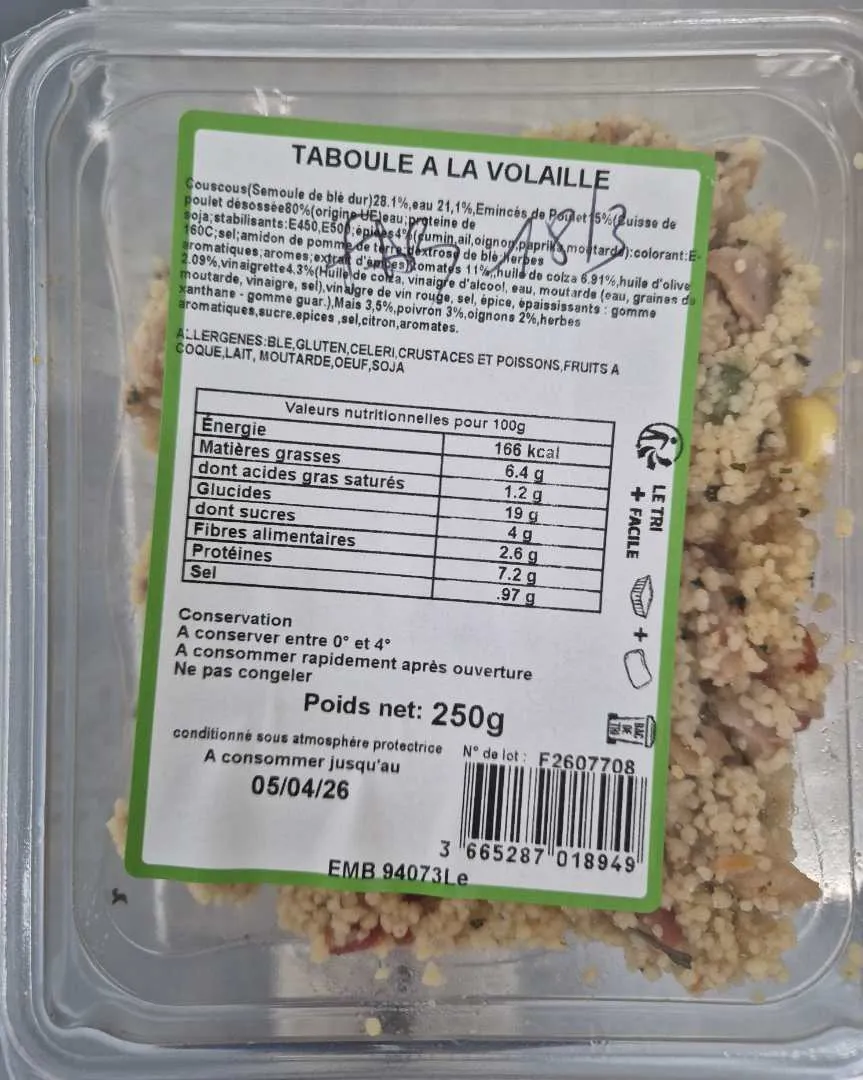 TABOULE A LA VOLAILLE
Couscous(Semoule de blé dur)28.1%,eau 21,1%,Emincés de Poulet15%(Cuisse de
poulet désossée80%(origine UE)eau;proteine de
soja;stabilisants:E450,E50 ;épices4%(cumin,ail,oignon,paprika,moutarde):colorant:E-
160C;sel;amidon de pomme de terre;dextrose de blé;herbes
aromatiques;aromes;extrait d'épices)Tomates 11%,huile de colza 6.91%,huile d'olive
2.09%,vinaigrette4.3%(Huile de colza, vinaigre d'alcool, eau, moutarde (eau, graines de
moutarde, vinaigre, sel),vinaigre de vin rouge, sel, épice, épaississants : gomme
xanthane - gomme guar.),Mais 3,5%,poivron 3%,oignons 2%,herbes
aromatiques,sucre.epices ,sel,citron,aromates.
18/3
ALLERGENES:BLE,GLUTEN,CELERI,CRUSTACES ET POISSONS,FRUITS A
COQUE,LAIT, MOUTARDE,OEUF,SOJA
Valeurs nutritionnelles pour 100g
Énergie 166 kcal
Matières grasses 6.4 g
dont acides gras saturés 1.2 g
Glucides 19 g
dont sucres 4 g
Fibres alimentaires 2.6 g
Protéines 7.2 g
Sel .97 g
LE TRI
+ FACILE
+
BAC
DE
TRI
Conservation
A conserver entre 0° et 4°
A consommer rapidement après ouverture
Ne pas congeler
Poids net: 250g
conditionné sous atmosphére protectrice
N° de lot : F2607708
A consommer jusqu'au
05/04/26
3 665287 018949
EMB 94073Le